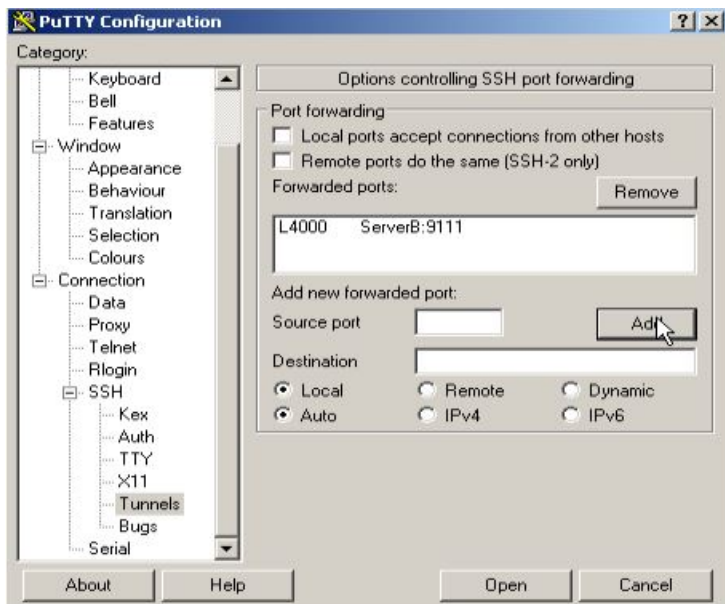 PuTTY Configuration
Category:
Keyboard
Bell
Features
Window
Appearance
Behaviour
Translation
Selection
Colours
Connection
Data
Proxy
Telnet
Rlogin
SSH
Kex
Auth
TTY
X11
Tunnels
Bugs
Serial
Options controlling SSH port forwarding
Port forwarding
Local ports accept connections from other hosts
Remote ports do the same (SSH-2 only)
Forwarded ports:
Remove
L4000 ServerB:9111
Add new forwarded port:
Source port
Add
Destination
Local Remote Dynamic
Auto IPv4 IPv6
About Help Open Cancel